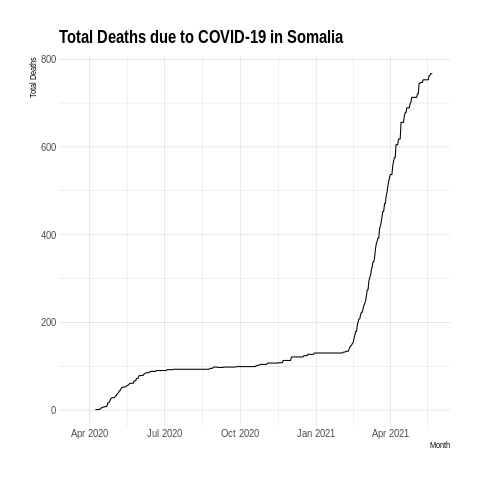 Total Deaths due to COVID-19 in Somalia
Total Deaths
800
600
400
200
0
Apr 2020 Jul 2020 Oct 2020 Jan 2021 Apr 2021
Month